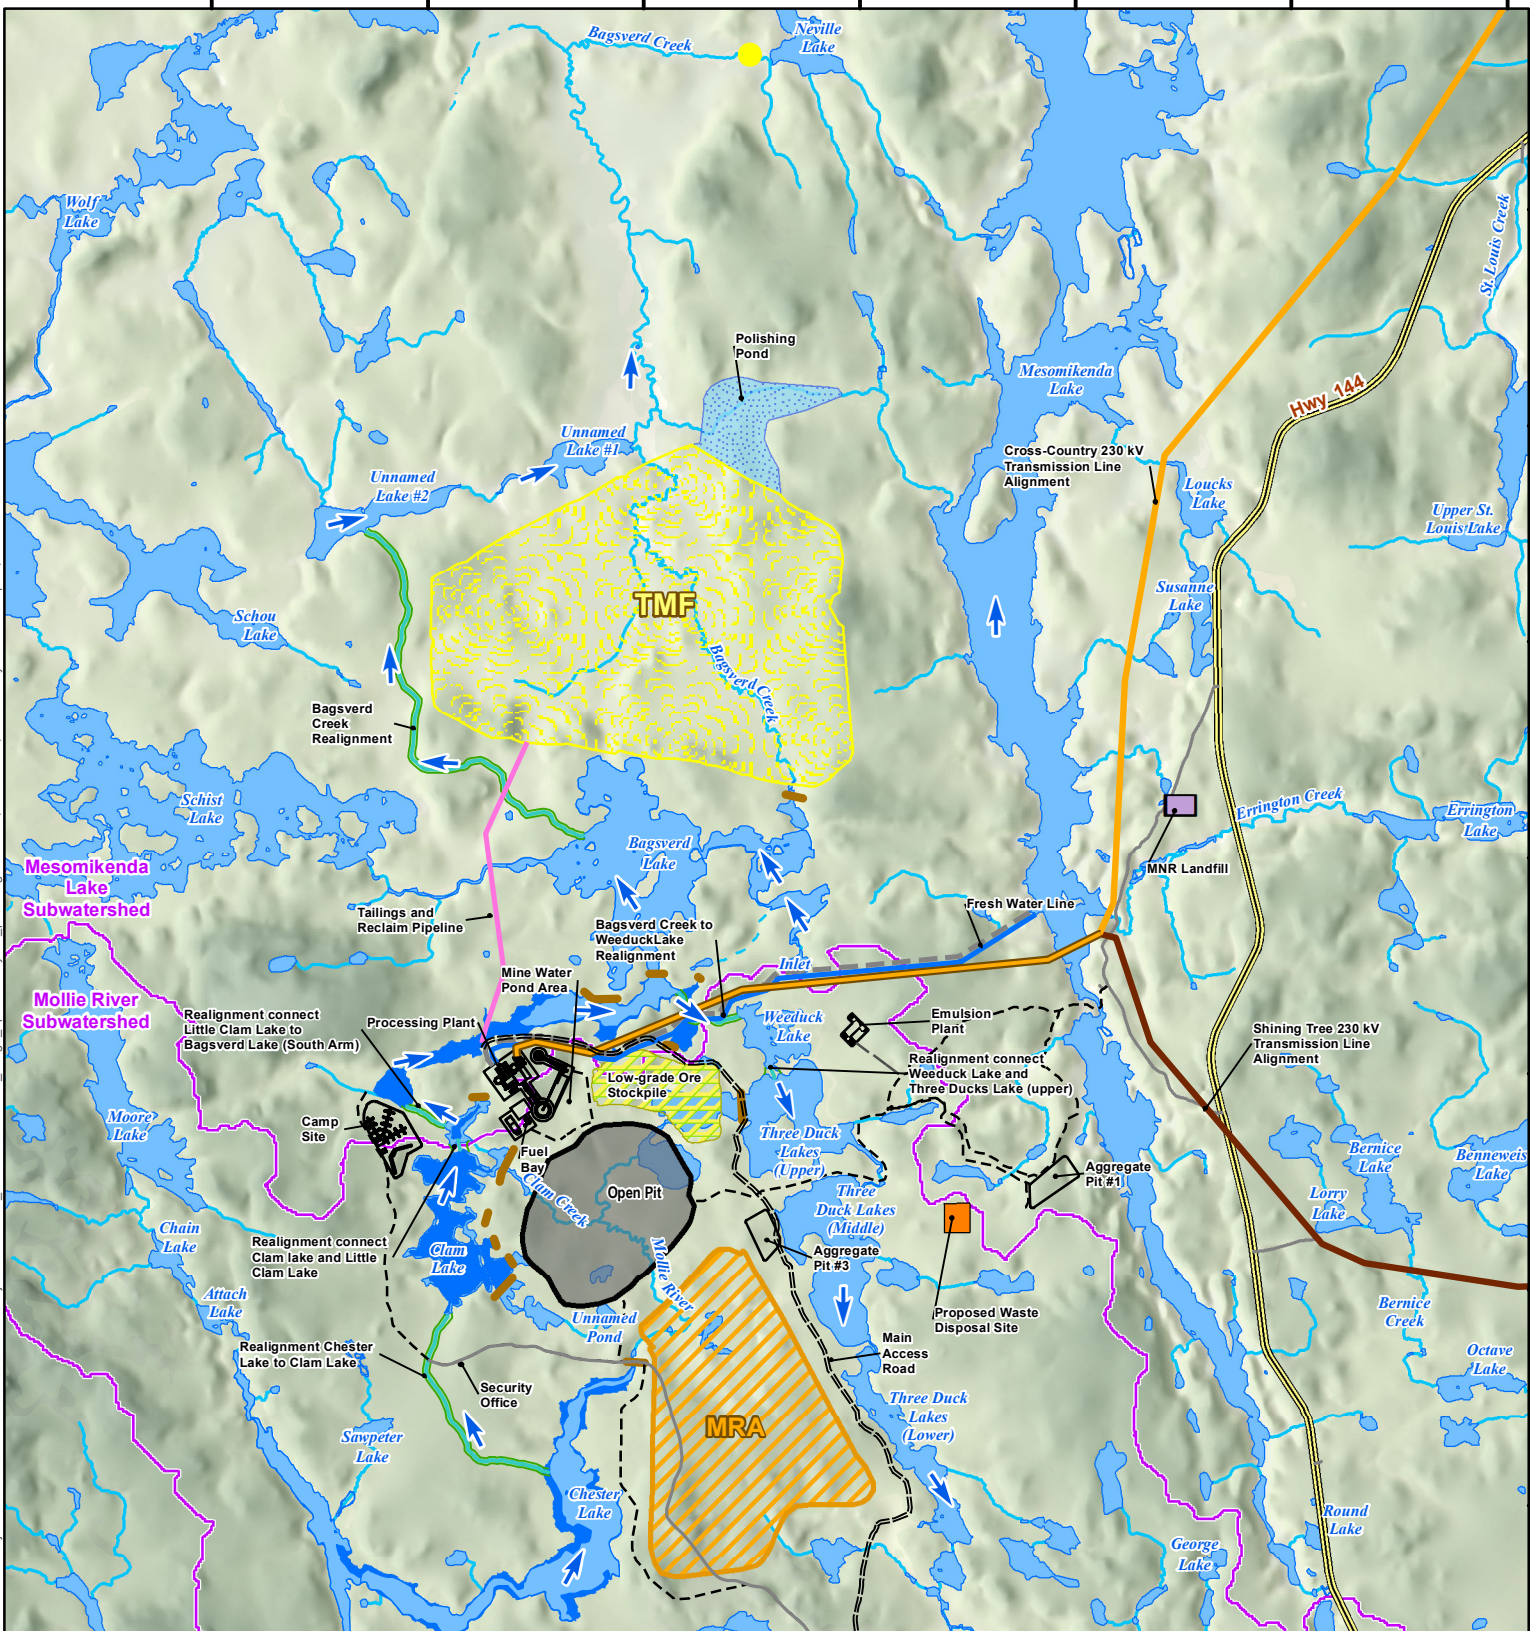 Bagsverd Creek
Neville
Lake
Wolf
Lake
St. Louis Creek
Polishing
Pond
Mesomikenda
Lake
Hwy 144
Unnamed
Lake #1
Unnamed
Lake #2
Cross-Country 230 kV
Transmission Line
Alignment
Loucks
Lake
Upper St.
Louis Lake
TMF
Susanne
Lake
Schou
Lake
Bagsverd Creek
Bagsverd
Creek
Realignment
Schist
Lake
Errington Creek
Errington
Lake
Bagsverd
Lake
Mesomikenda
Lake
Subwatershed
MNR Landfill
Tailings and
Reclaim Pipeline
Fresh Water Line
Bagsverd Creek to
WeeduckLake
Realignment
Inlet
Mine Water
Pond Area
Mollie River
Subwatershed
Realignment connect
Little Clam Lake to
Bagsverd Lake (South Arm)
Processing Plant
Weeduck
Lake
Emulsion
Plant
Shining Tree 230 kV
Transmission Line
Alignment
Realignment connect
Weeduck Lake and
Three Ducks Lake (upper)
Low-grade Ore
Stockpile
Moore
Lake
Camp
Site
Three Duck
Lakes
(Upper)
Bernice
Lake
Benneweis
Lake
Fuel
Bay
Clam Creek
Open Pit
Aggregate
Pit #1
Three
Duck Lakes
(Middle)
Lorry
Lake
Chain
Lake
Realignment connect
Clam lake and Little
Clam Lake
Clam
Lake
Mollie River
Aggregate
Pit #3
Attach
Lake
Unnamed
Pond
Proposed Waste
Disposal Site
Bernice
Creek
Realignment Chester
Lake to Clam Lake
Main
Access
Road
Octave
Lake
Security
Office
Three Duck
Lakes
(Lower)
MRA
Sawpeter
Lake
Chester
Lake
Round
Lake
George
Lake